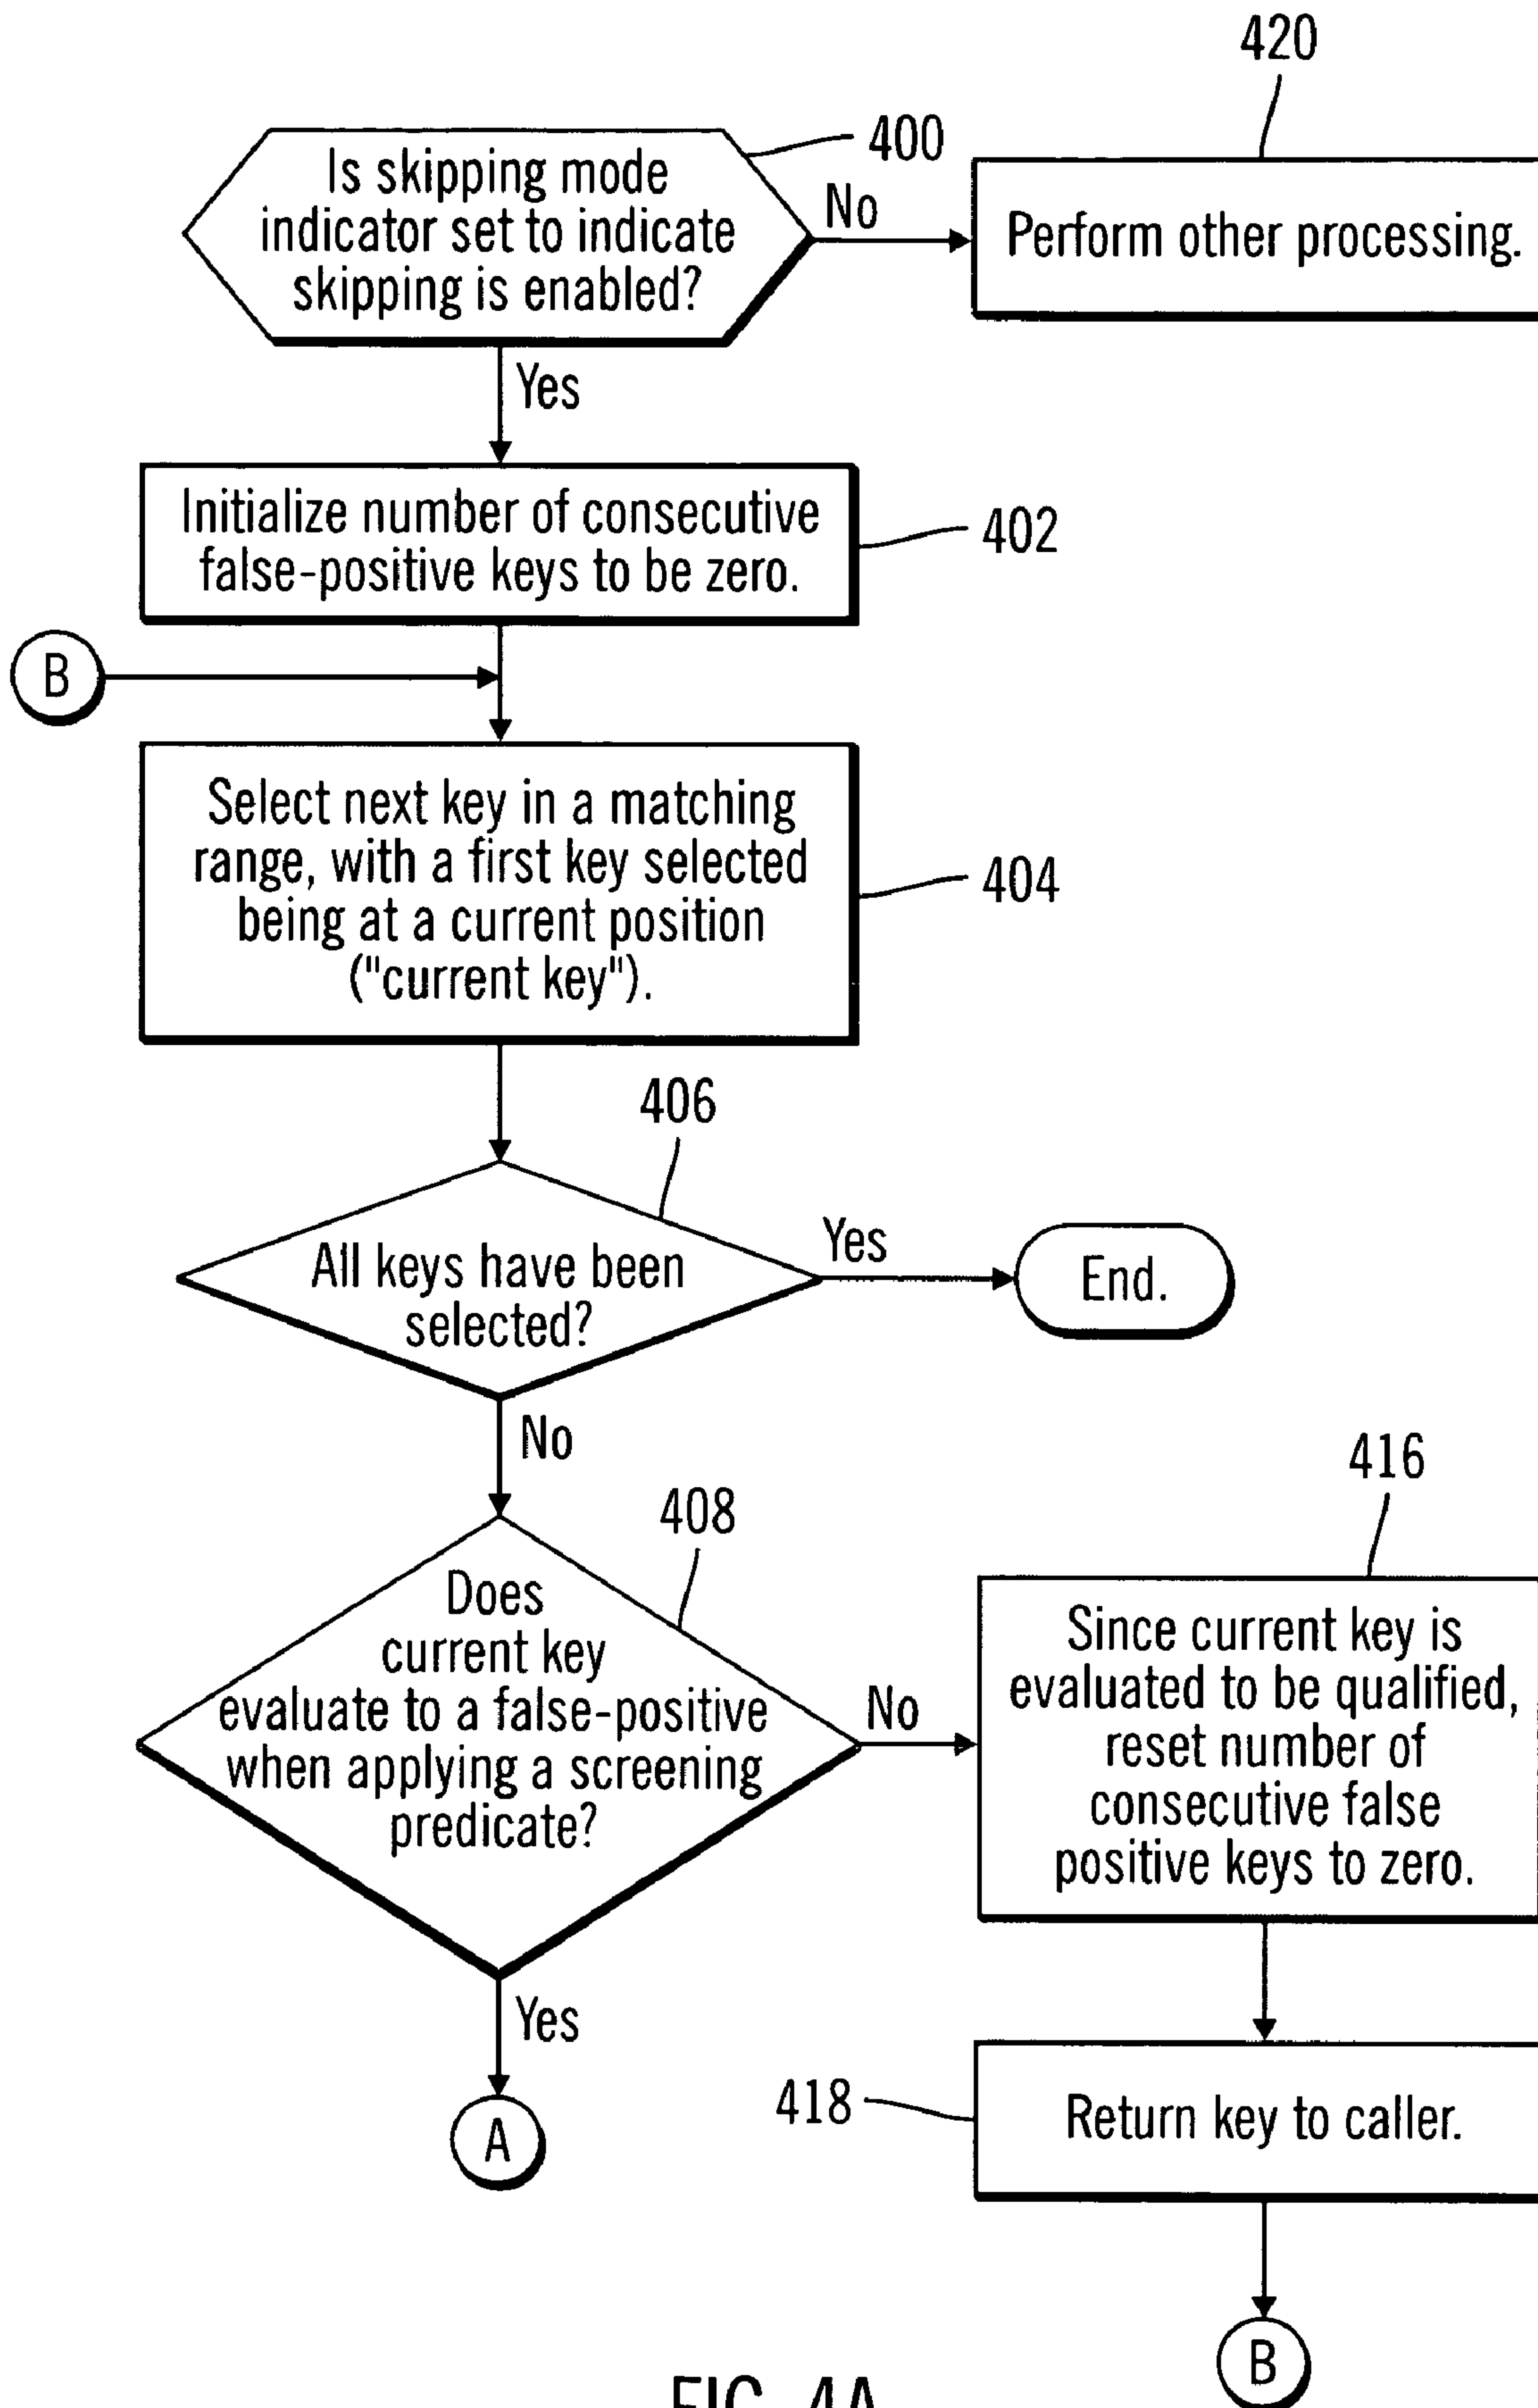 420
400
Is skipping mode
indicator set to indicate
skipping is enabled?
No
Perform other processing.
Yes
Initialize number of consecutive
false-positive keys to be zero.
402
B
Select next key in a matching
range, with a first key selected
being at a current position
("current key").
404
406
All keys have been
selected?
Yes
End.
No
408
416
Does
current key
evaluate to a false-positive
when applying a screening
predicate?
No
Since current key is
evaluated to be qualified,
reset number of
consecutive false
positive keys to zero.
Yes
A
418
Return key to caller.
B
FIG. 4A